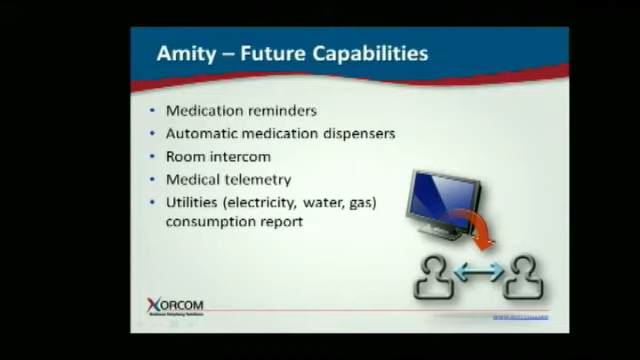 Amity – Future Capabilities
• Medication reminders
• Automatic medication dispensers
• Room intercom
• Medical telemetry
• Utilities (electricity, water, gas)
consumption report
XORCOM